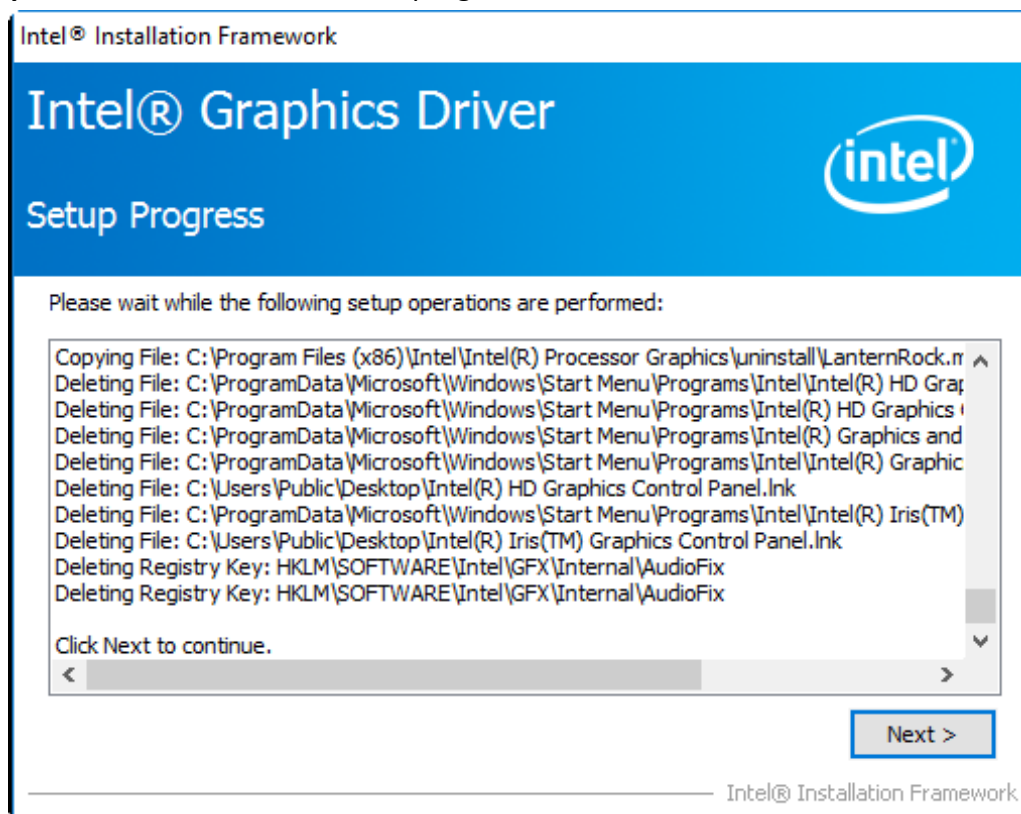 Intel® Installation Framework
Intel® Graphics Driver
intel
Setup Progress
Please wait while the following setup operations are performed:
Copying File: C:\Program Files (x86)\Intel\Intel(R) Processor Graphics\uninstall\LanternRock.
Deleting File: C:\ProgramData\Microsoft\Windows\Start Menu\Programs\Intel\Intel(R) HD Grap
Deleting File: C:\ProgramData\Microsoft\Windows\Start Menu\Programs\Intel(R) HD Graphics
Deleting File: C:\ProgramData\Microsoft\Windows\Start Menu\Programs\Intel(R) Graphics and
Deleting File: C:\ProgramData\Microsoft\Windows\Start Menu\Programs\Intel\Intel(R) Graphic
Deleting File: C:\Users\Public\Desktop\Intel(R) HD Graphics Control Panel.lnk
Deleting File: C:\ProgramData\Microsoft\Windows\Start Menu\Programs\Intel\Intel(R) Iris(TM)
Deleting File: C:\Users\Public\Desktop\Intel(R) Iris(TM) Graphics Control Panel.lnk
Deleting Registry Key: HKLM\SOFTWARE\Intel\GFX\Internal\AudioFix
Deleting Registry Key: HKLM\SOFTWARE\Intel\GFX\Internal\AudioFix
Click Next to continue.
Next >
Intel® Installation Framework